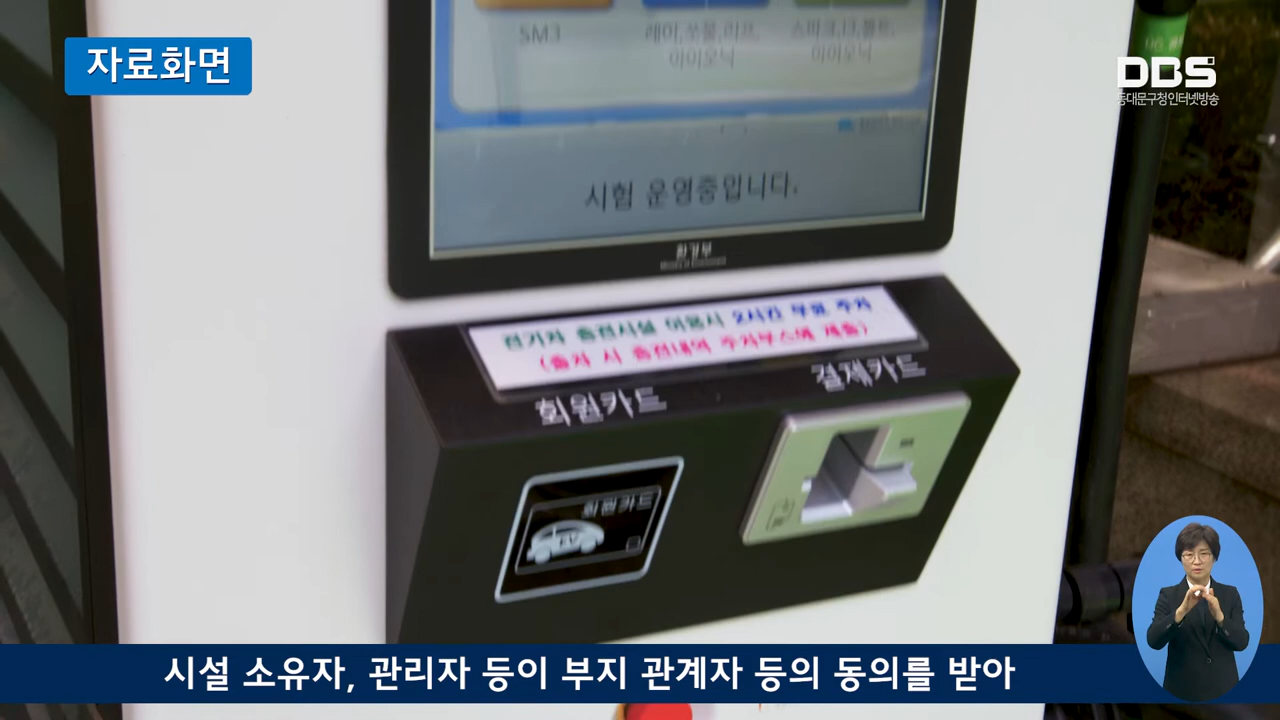 자료화면
DBS
동대문구청인터넷방송
SM3
레이,쏘울,리프,
아이오닉
스파크,i3,볼트,
아이오닉
시험 운영중입니다.
환경부
전기차 충전시설 이용시 2시간 무료 주차
(출차 시 충전내역 주차부스에 제출)
회원카드
결제카드
회원카드
EV
시설 소유자, 관리자 등이 부지 관계자 등의 동의를 받아